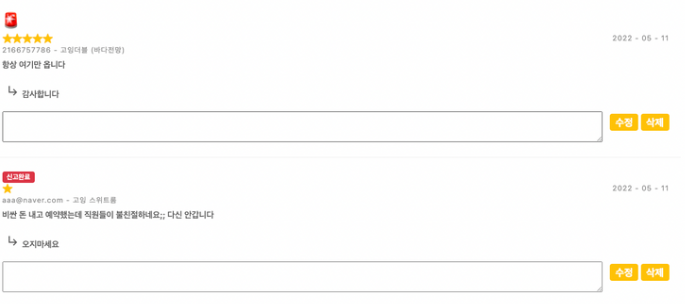 2022 - 05 - 11
2166757786 - 고잉더블 (바다전망)
항상 여기만 옵니다
감사합니다
수정 삭제
신고완료
2022 - 05 - 11
aaa@naver.com - 고잉 스위트룸
비싼 돈 내고 예약했는데 직원들이 불친절하네요;; 다신 안갑니다
오지마세요
수정 삭제